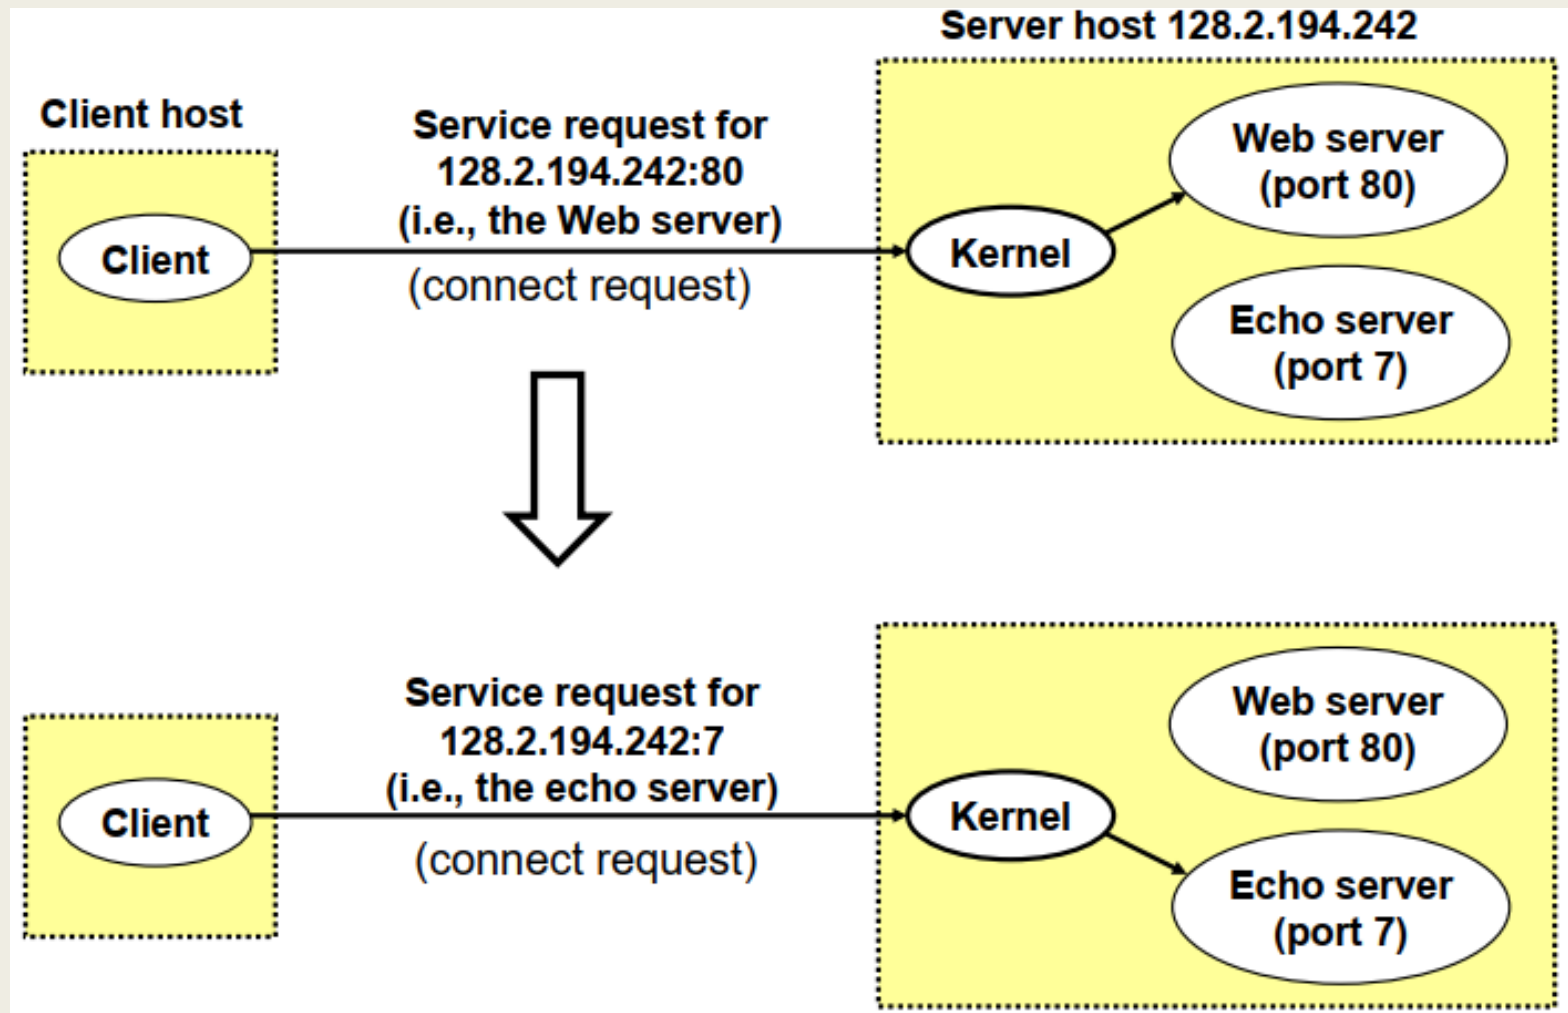 Server host 128.2.194.242
Client host
Service request for
128.2.194.242:80
(i.e., the Web server)
(connect request)
Client
Kernel
Web server
(port 80)
Echo server
(port 7)
Service request for
128.2.194.242:7
(i.e., the echo server)
(connect request)
Client
Kernel
Web server
(port 80)
Echo server
(port 7)